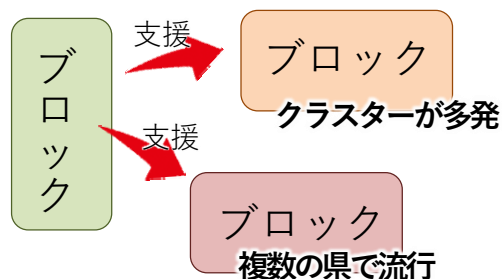 ブロック
支援
ブロック
クラスターが多発
支援
ブロック
複数の県で流行